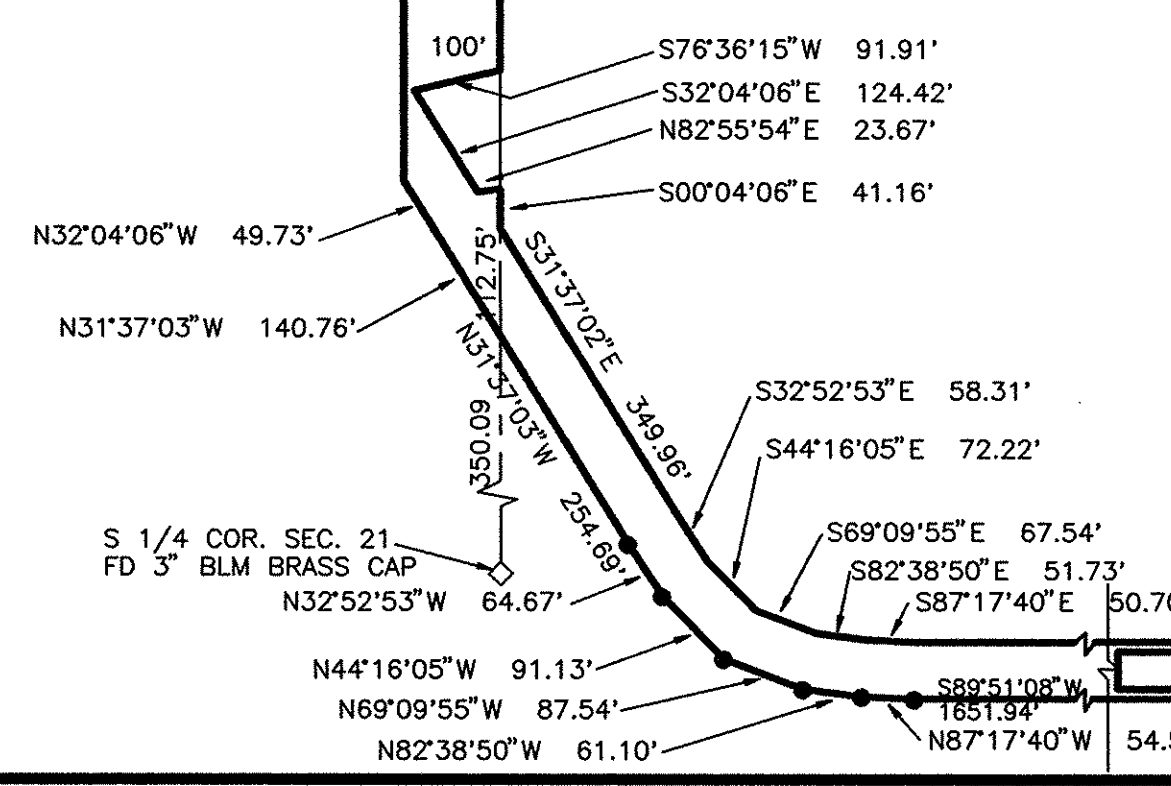 100'
S76°36'15"W 91.91'
S32°04'06"E 124.42'
N82°55'54"E 23.67'
S00°04'06"E 41.16'
N32°04'06"W 49.73'
N31°37'03"W 140.76'
S31°37'02"E 349.96'
N31°37'03"W 254.69'
350.09
S32°52'53"E 58.31'
S44°16'05"E 72.22'
S69°09'55"E 67.54'
S82°38'50"E 51.73'
S87°17'40"E
S 1/4 COR. SEC. 21
FD 3" BLM BRASS CAP
N32°52'53"W 64.67'
N44°16'05"W 91.13'
N69°09'55"W 87.54'
N82°38'50"W 61.10'
S89°51'08"W
1651.94'
N87°17'40"W